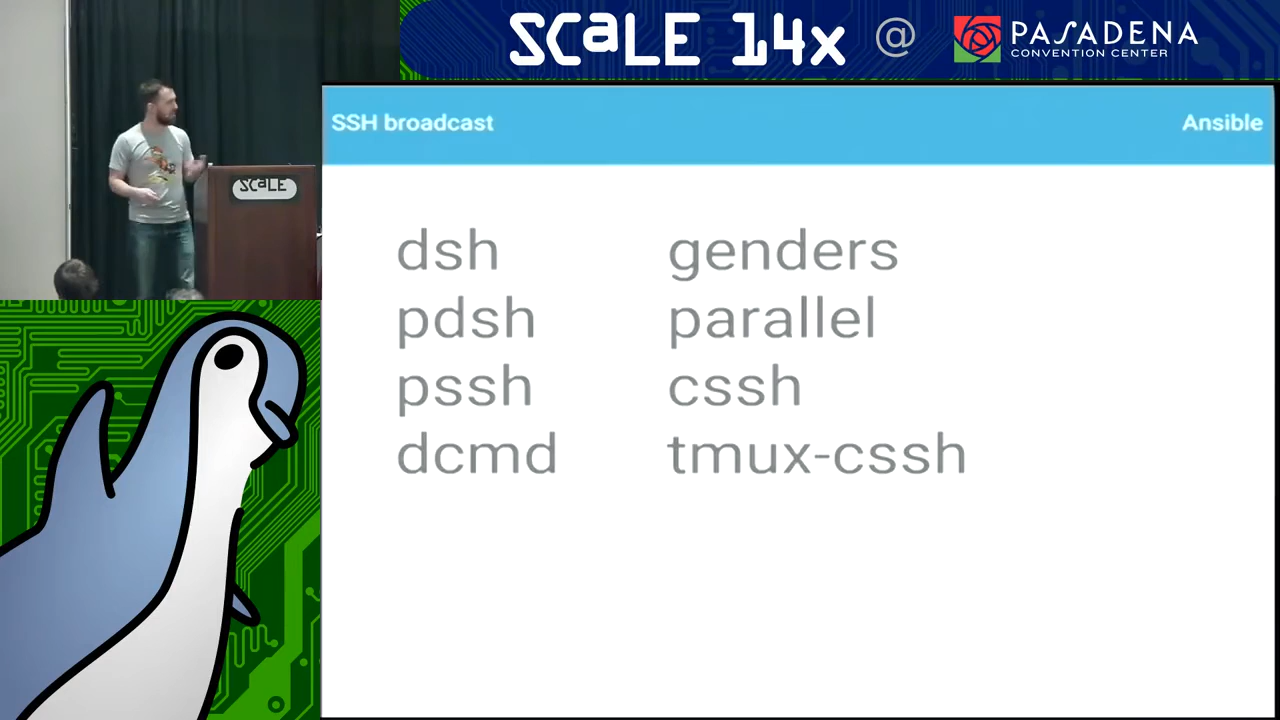 SCaLE 14x @ PASADENA
CONVENTION CENTER
SCaLE
SSH broadcast
Ansible
dsh
genders
pdsh
parallel
pssh
cssh
dcmd
tmux-cssh